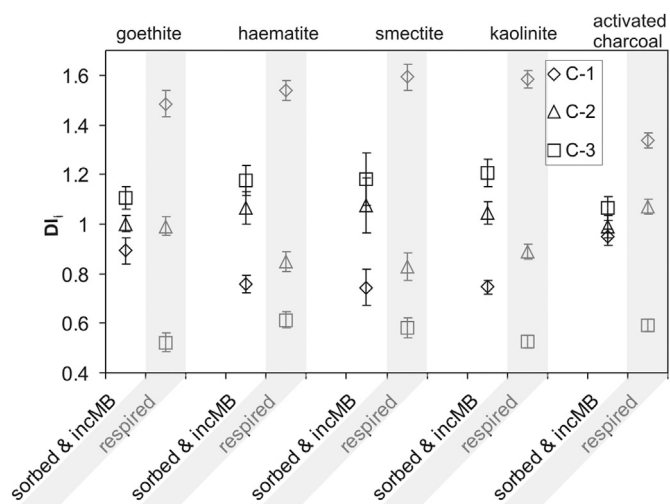 goethite haematite smectite kaolinite activated charcoal
C-1
C-2
C-3
1.6
1.4
1.2
1
0.8
0.6
0.4
DIi
sorbed & incMB
respired
sorbed & incMB
respired
sorbed & incMB
respired
sorbed & incMB
respired
sorbed & incMB
respired